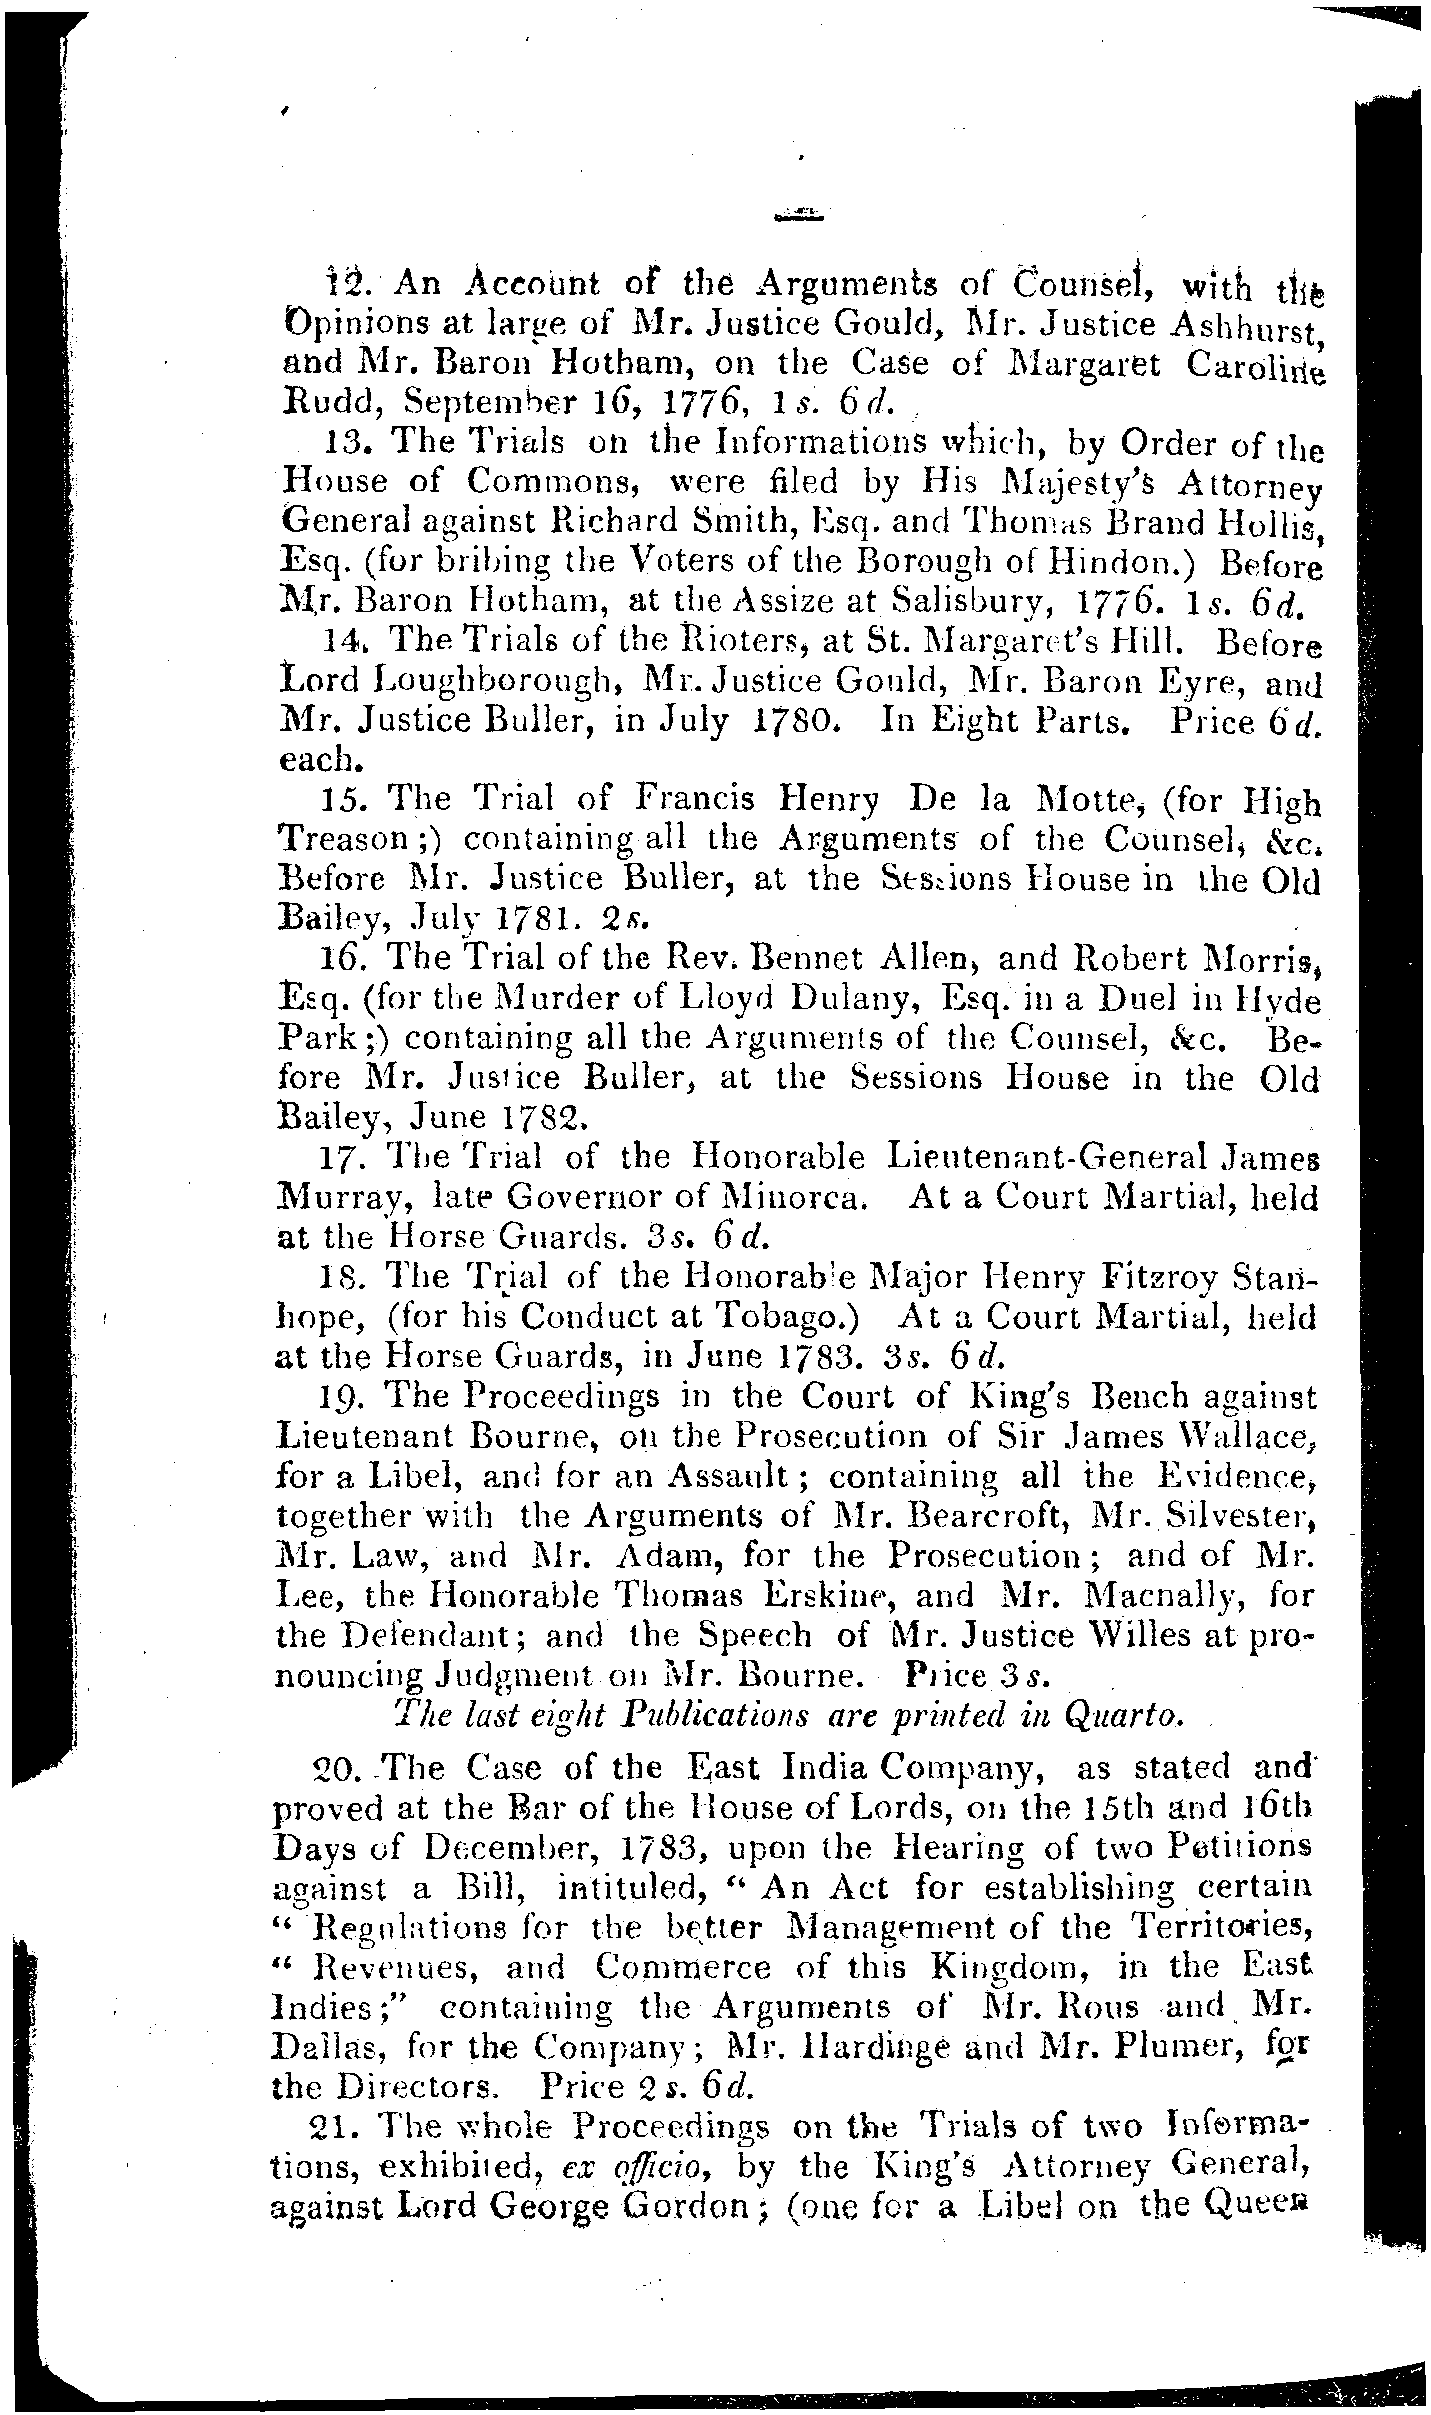 12. An Account of the Arguments of Counsel, with the
Opinions at large of Mr. Justice Gould, Mr. Justice Ashhurst,
and Mr. Baron Hotham, on the Case of Margaret Caroline
Rudd, September 16, 1776, 1s. 6d.
13. The Trials on the Informations which, by Order of the
House of Commons, were filed by His Majesty's Attorney
General against Richard Smith, Esq. and Thomas Brand Hollis,
Esq. (for bribing the Voters of the Borough of Hindon.) Before
Mr. Baron Hotham, at the Assize at Salisbury, 1776. 1s. 6d.
14. The Trials of the Rioters, at St. Margaret's Hill. Before
Lord Loughborough, Mr. Justice Gould, Mr. Baron Eyre, and
Mr. Justice Buller, in July 1780. In Eight Parts. Price 6d.
each.
15. The Trial of Francis Henry De la Motte, (for High
Treason;) containing all the Arguments of the Counsel, &c.
Before Mr. Justice Buller, at the Sessions House in the Old
Bailey, July 1781. 2s.
16. The Trial of the Rev. Bennet Allen, and Robert Morris,
Esq. (for the Murder of Lloyd Dulany, Esq. in a Duel in Hyde
Park;) containing all the Arguments of the Counsel, &c. Be-
fore Mr. Justice Buller, at the Sessions House in the Old
Bailey, June 1782.
17. The Trial of the Honorable Lieutenant-General James
Murray, late Governor of Minorca. At a Court Martial, held
at the Horse Guards. 3s. 6d.
18. The Trial of the Honorable Major Henry Fitzroy Stan-
hope, (for his Conduct at Tobago.) At a Court Martial, held
at the Horse Guards, in June 1783. 3s. 6d.
19. The Proceedings in the Court of King's Bench against
Lieutenant Bourne, on the Prosecution of Sir James Wallace,
for a Libel, and for an Assault; containing all the Evidence,
together with the Arguments of Mr. Bearcroft, Mr. Silvester,
Mr. Law, and Mr. Adam, for the Prosecution; and of Mr.
Lee, the Honorable Thomas Erskine, and Mr. Macnally, for
the Defendant; and the Speech of Mr. Justice Willes at pro-
nouncing Judgment on Mr. Bourne. Price 3s.
The last eight Publications are printed in Quarto.
20. The Case of the East India Company, as stated and
proved at the Bar of the House of Lords, on the 15th and 16th
Days of December, 1783, upon the Hearing of two Petitions
against a Bill, intituled, “ An Act for establishing certain
“ Regulations for the better Management of the Territories,
“ Revenues, and Commerce of this Kingdom, in the East
Indies;” containing the Arguments of Mr. Rous and Mr.
Dallas, for the Company; Mr. Hardinge and Mr. Plumer, for
the Directors. Price 2s. 6d.
21. The whole Proceedings on the Trials of two Informa-
tions, exhibited, ex officio, by the King's Attorney General,
against Lord George Gordon; (one for a Libel on the Queen